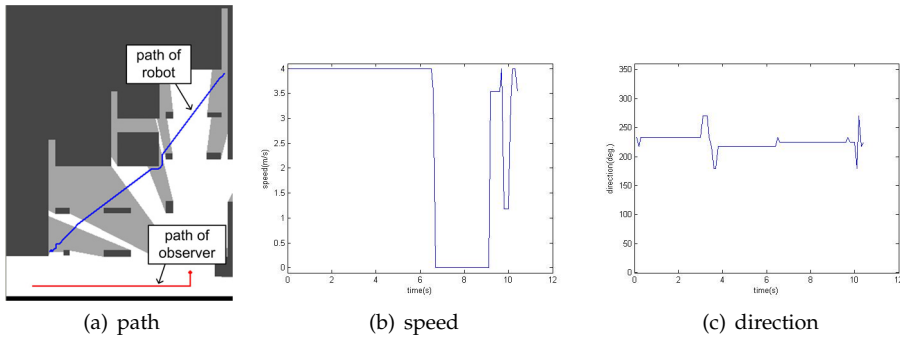 path of
robot
path of
observer
(a) path
speed(m/s)
4
3.5
3
2.5
2
1.5
1
0.5
0
0 2 4 6 8 10 12
time(s)
(b) speed
direction(deg.)
350
300
250
200
150
100
50
0
0 2 4 6 8 10 12
time(s)
(c) direction